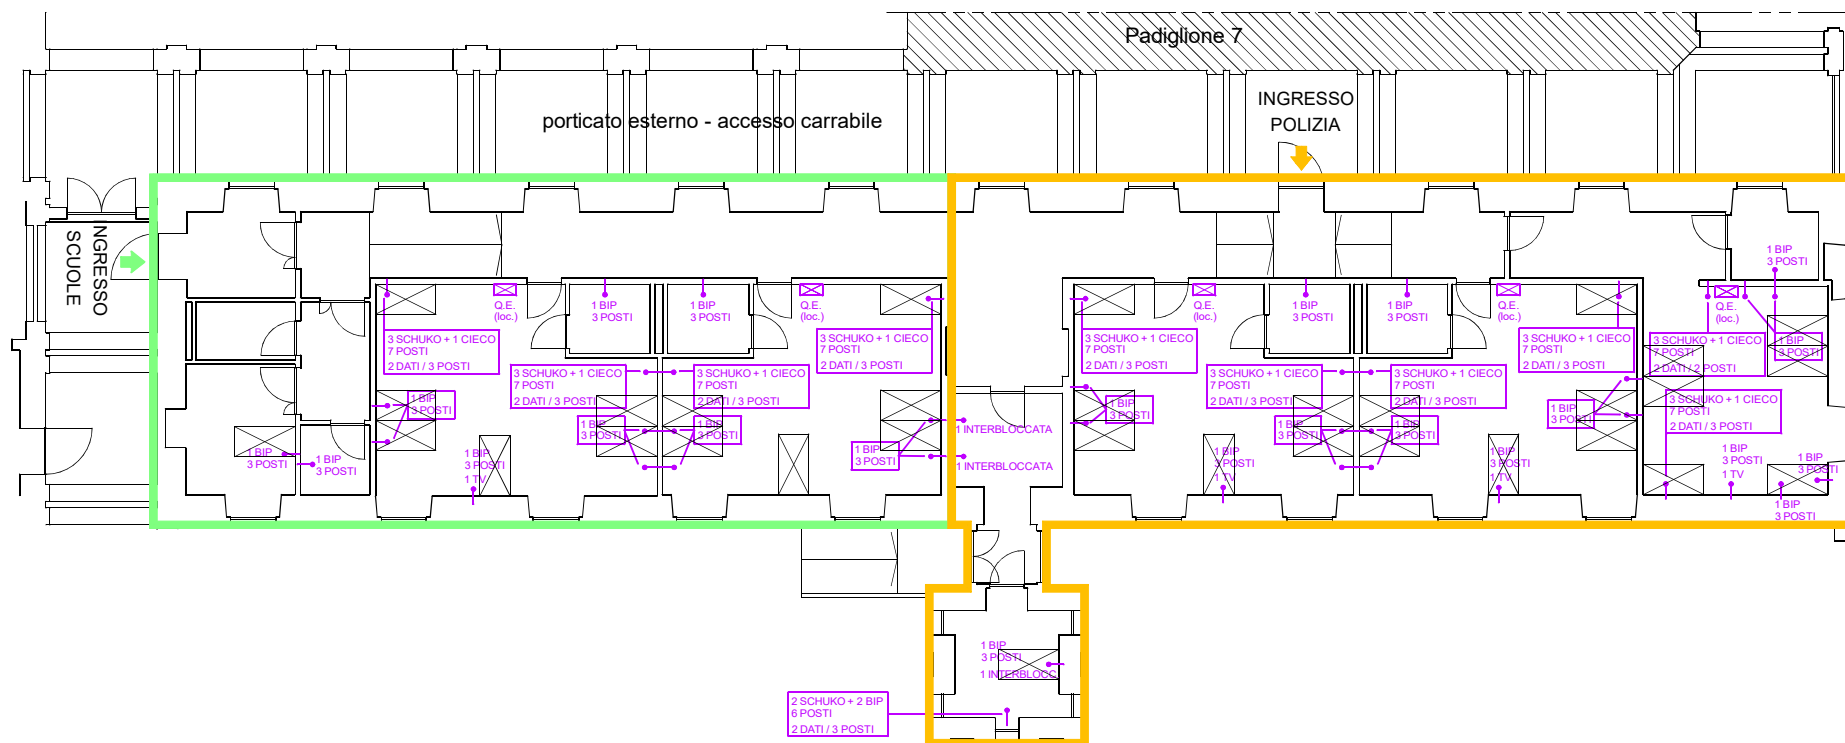 Padiglione 7
INGRESSO
POLIZIA
porticato esterno - accesso carrabile
INGRESSO
SCUOLE
1 BIP
3 POSTI
Q.E.
(loc.)
1 BIP
3 POSTI
1 BIP
3 POSTI
Q.E.
(loc.)
Q.E.
(loc.)
1 BIP
3 POSTI
1 BIP
3 POSTI
Q.E.
(loc.)
Q.E.
(loc.)
3 SCHUKO + 1 CIECO
7 POSTI
2 DATI / 3 POSTI
3 SCHUKO + 1 CIECO
7 POSTI
2 DATI / 3 POSTI
3 SCHUKO + 1 CIECO
7 POSTI
2 DATI / 3 POSTI
3 SCHUKO + 1 CIECO
7 POSTI
2 DATI / 3 POSTI
3 SCHUKO + 1 CIECO
7 POSTI
2 DATI / 2 POSTI
1 BIP
3 POSTI
3 SCHUKO + 1 CIECO
7 POSTI
2 DATI / 3 POSTI
3 SCHUKO + 1 CIECO
7 POSTI
2 DATI / 3 POSTI
3 SCHUKO + 1 CIECO
7 POSTI
2 DATI / 3 POSTI
3 SCHUKO + 1 CIECO
7 POSTI
2 DATI / 3 POSTI
3 SCHUKO + 1 CIECO
7 POSTI
2 DATI / 3 POSTI
1 BIP
3 POSTI
1 BIP
3 POSTI
1 BIP
3 POSTI
1 BIP
3 POSTI
1 BIP
3 POSTI
1 BIP
3 POSTI
1 BIP
3 POSTI
1 BIP
3 POSTI
1 INTERBLOCCATA
1 BIP
3 POSTI
1 BIP
3 POSTI
1 BIP
3 POSTI
1 TV
1 BIP
3 POSTI
1 INTERBLOCCATA
1 BIP
3 POSTI
1 TV
1 BIP
3 POSTI
1 TV
1 BIP
3 POSTI
1 TV
1 BIP
3 POSTI
1 BIP
3 POSTI
1 BIP
3 POSTI
1 INTERBLOCC.
2 SCHUKO + 2 BIP
6 POSTI
2 DATI / 3 POSTI